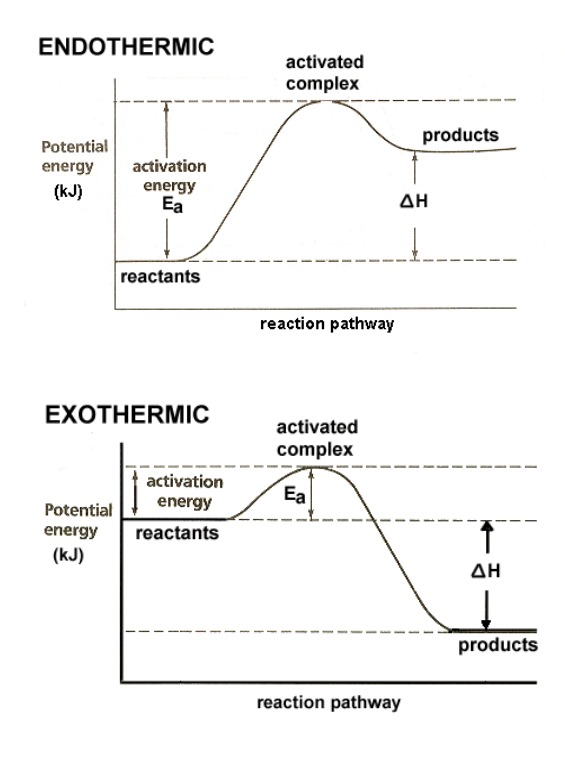 ENDOTHERMIC
activated
complex
products
Potential
energy
(kJ)
activation
energy
Ea
ΔH
reactants
reaction pathway
EXOTHERMIC
activated
complex
activation
energy
Ea
Potential
energy
(kJ)
reactants
ΔH
products
reaction pathway